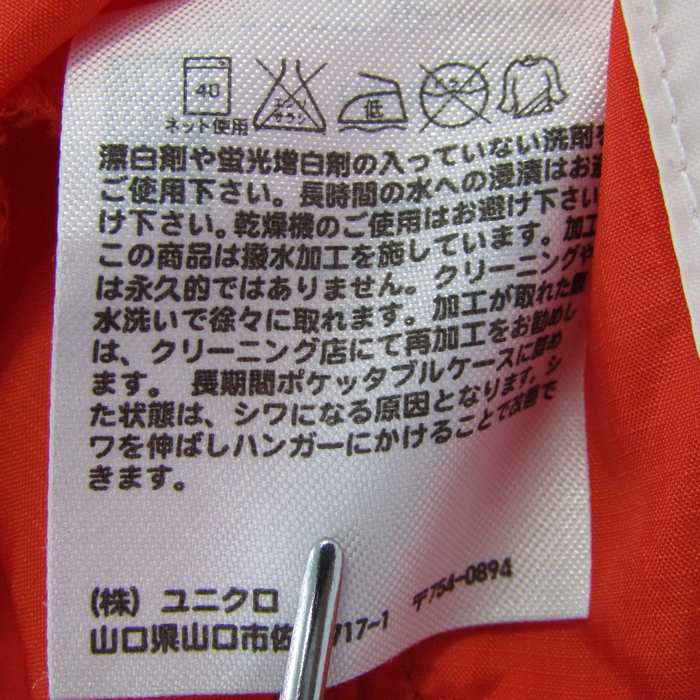 40
エンソ
サラシ
低
ドライ
ネット使用
漂白剤や蛍光増白剤の入っていない洗剤を
ご使用下さい。長時間の水への浸漬はお避
け下さい。乾燥機のご使用はお避け下さい
この商品は撥水加工を施しています。加工
は永久的ではありません。クリーニングや
水洗いで徐々に取れます。加工が取れた際
は、クリーニング店にて再加工をお勧めし
ます。 長期間ポケッタブルケースに詰め
た状態は、シワになる原因となります。シ
ワを伸ばしハンガーにかけることで改善で
きます。
(株) ユニクロ
〒754-0894
山口県山口市佐 717-1